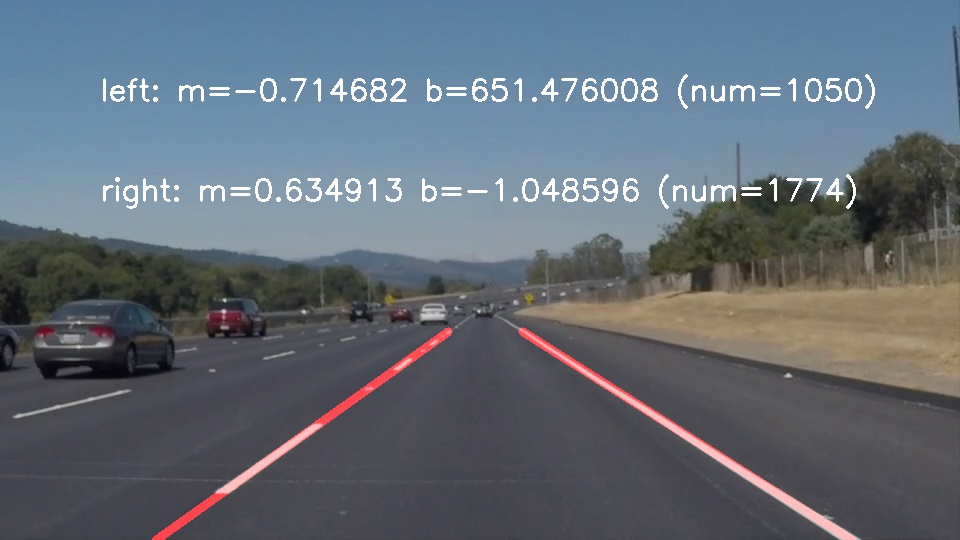 left: m=−0.714682 b=651.476008 (num=1050)
right: m=0.634913 b=−1.048596 (num=1774)